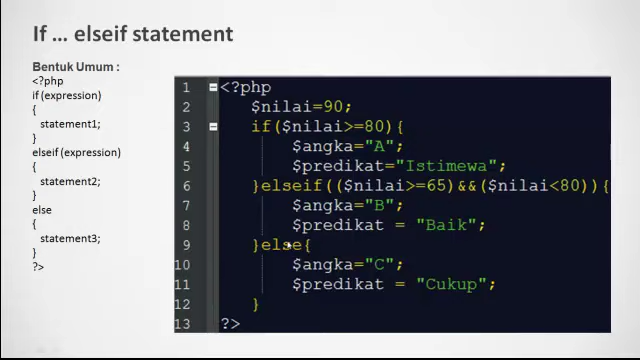 If ... elseif statement
Bentuk Umum :
<?php
if (expression)
{
statement1;
}
elseif (expression)
{
statement2;
}
else
{
statement3;
}
?>
1 <?php
2 $nilai=90;
3 if($nilai>=80){
4 $angka="A";
5 $predikat="Istimewa";
6 }elseif(($nilai>=65)&&($nilai<80)){
7 $angka="B";
8 $predikat = "Baik";
9 }else{
10 $angka="C";
11 $predikat = "Cukup";
12 }
13 ?>